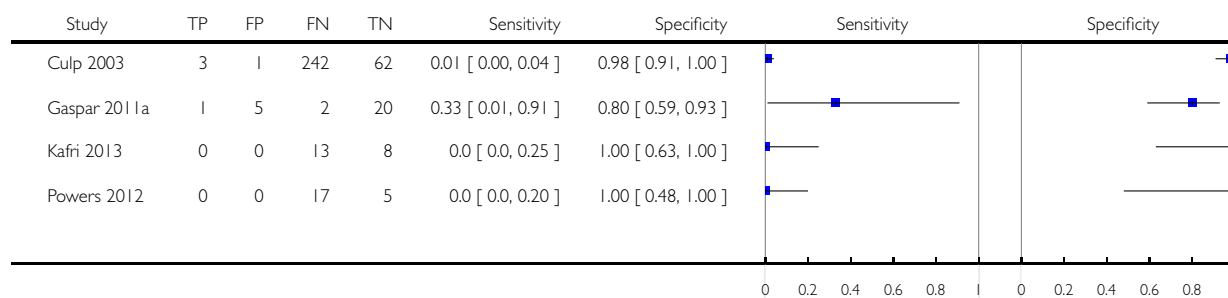 Study TP FP FN TN Sensitivity Specificity Sensitivity Specificity
Culp 2003 3 1 242 62 0.01 [ 0.00, 0.04 ] 0.98 [ 0.91, 1.00 ]
Gaspar 2011a 1 5 2 20 0.33 [ 0.01, 0.91 ] 0.80 [ 0.59, 0.93 ]
Kafri 2013 0 0 13 8 0.0 [ 0.0, 0.25 ] 1.00 [ 0.63, 1.00 ]
Powers 2012 0 0 17 5 0.0 [ 0.0, 0.20 ] 1.00 [ 0.48, 1.00 ]
0 0.2 0.4 0.6 0.8 1 0 0.2 0.4 0.6 0.8